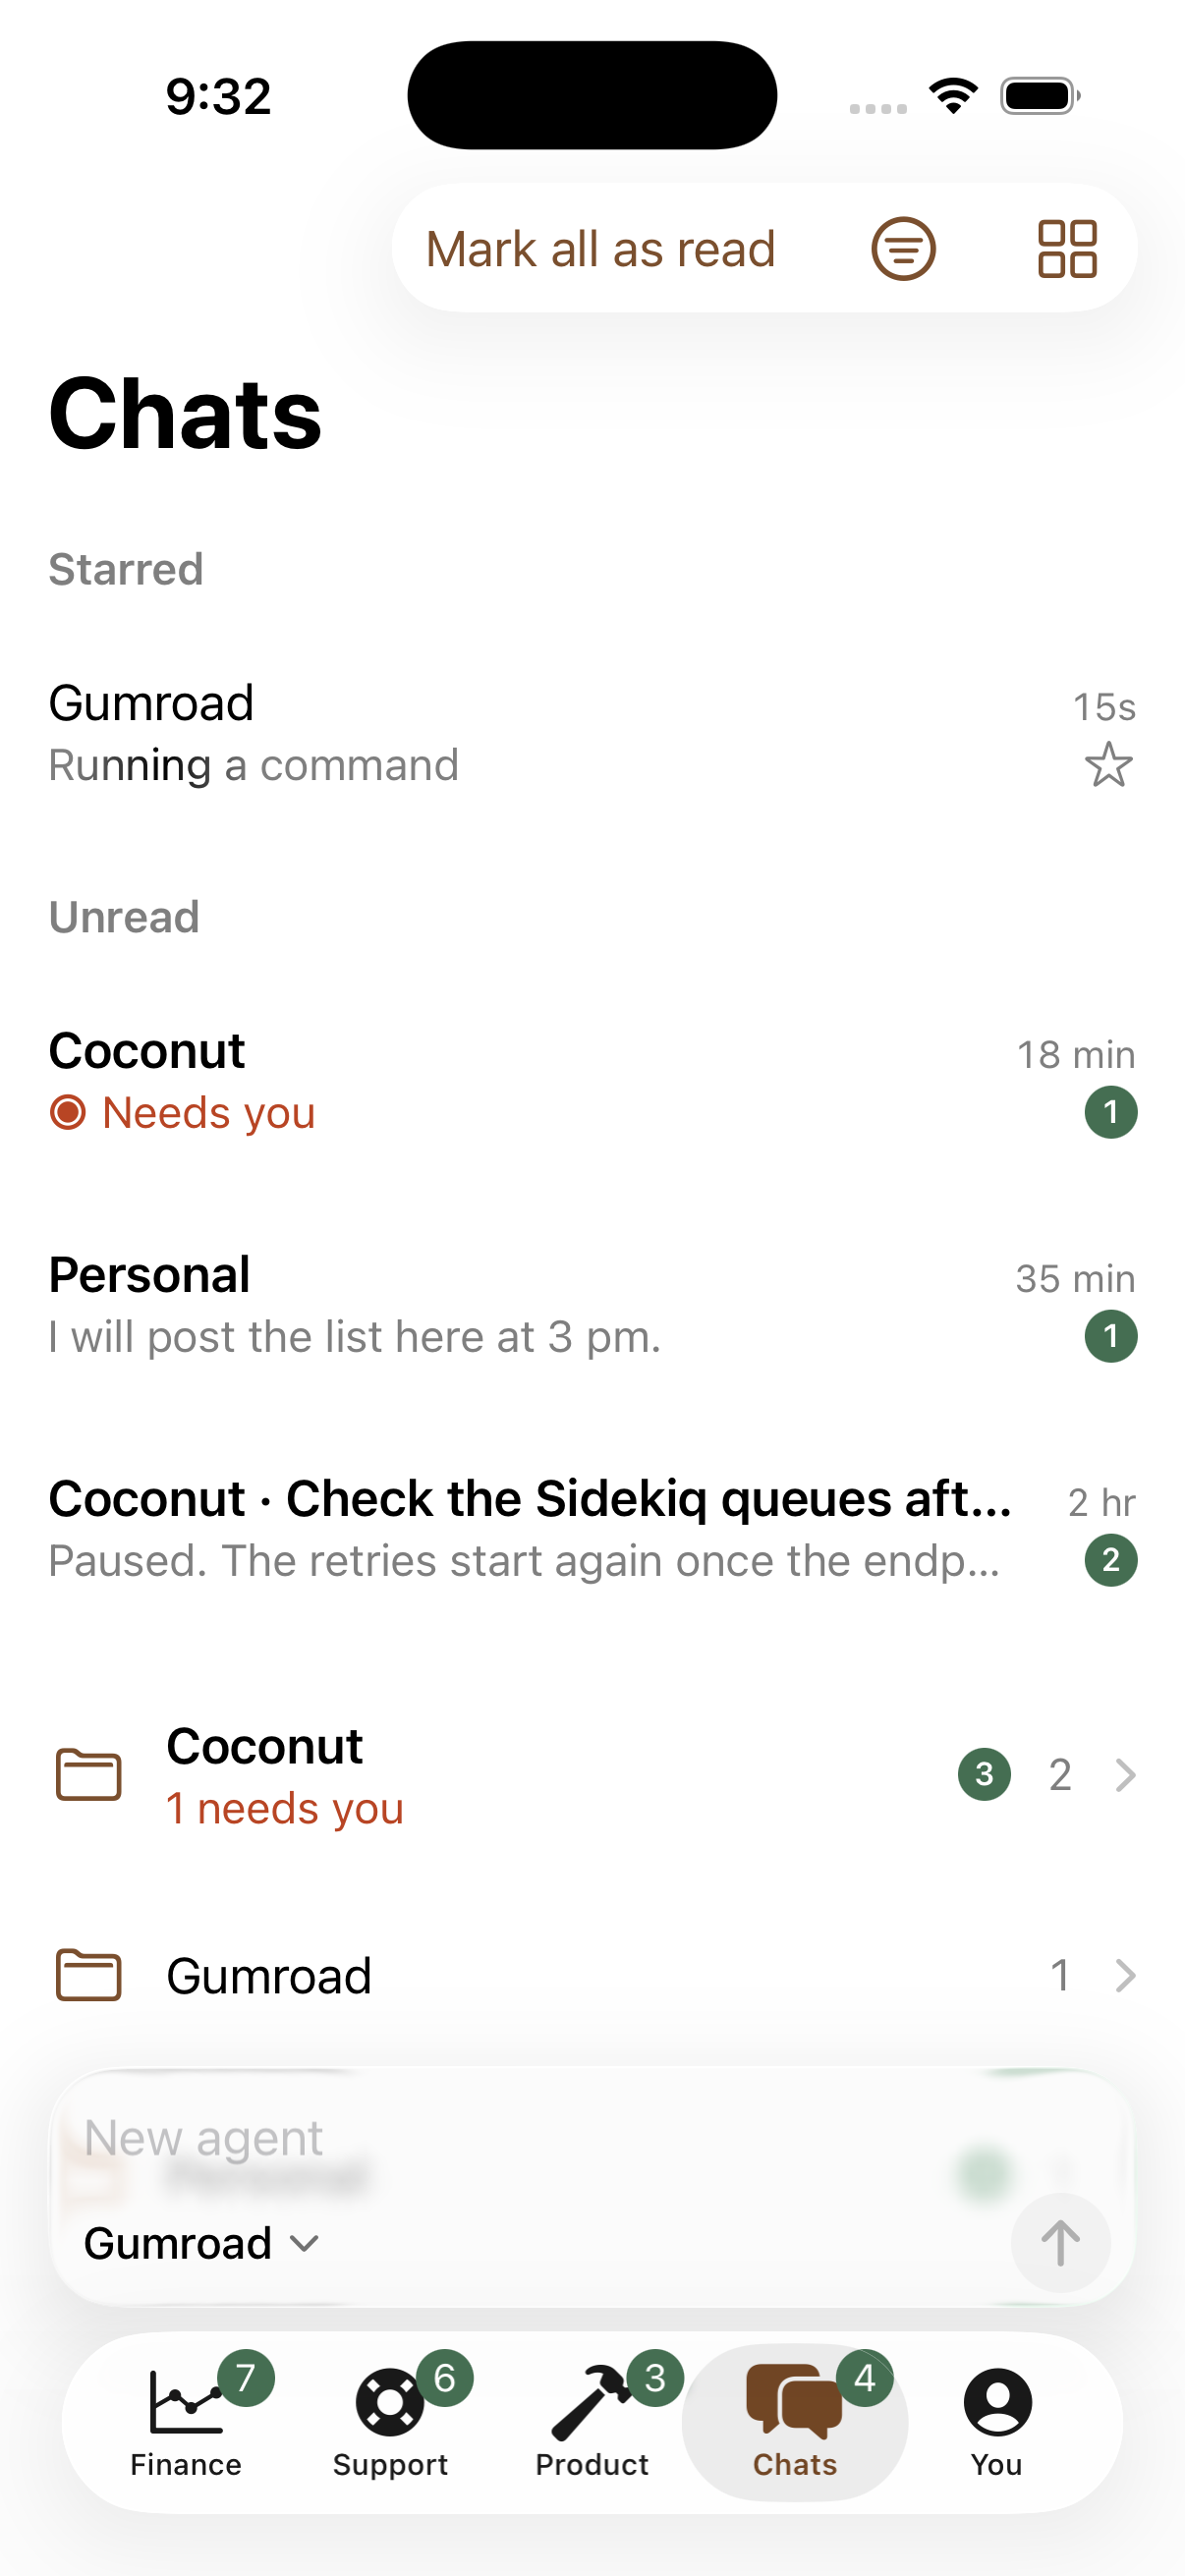 9:32
Mark all as read
Chats
Starred
Gumroad
15s
Running a command
Unread
Coconut
18 min
Needs you
1
Personal
35 min
I will post the list here at 3 pm.
1
Coconut · Check the Sidekiq queues aft...
2 hr
Paused. The retries start again once the endp...
2
Coconut
1 needs you
3
2
Gumroad
1
New agent
Personal
Gumroad
7
6
3
4
Finance
Support
Product
Chats
You